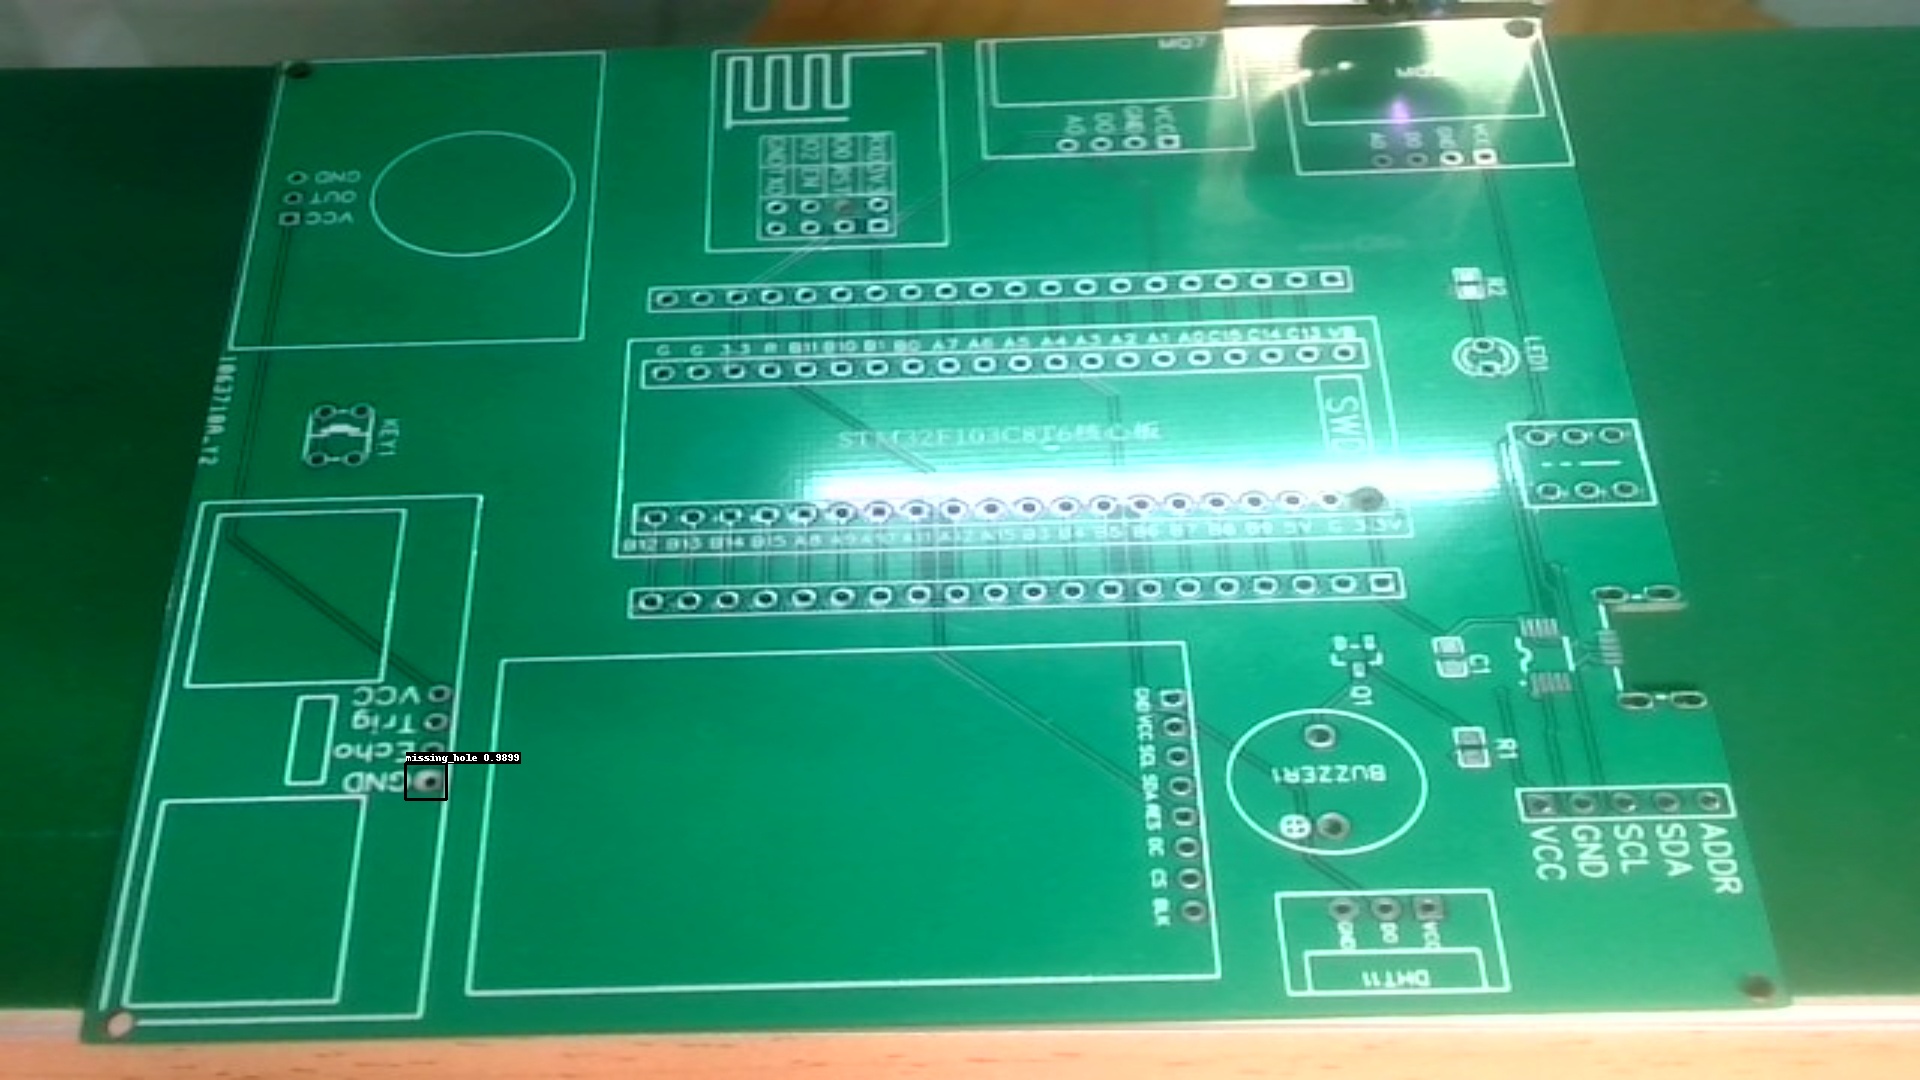 MQ7
VCC
GND
DO
AO
VCC
GND
DO
AO
GND
OUT
VCC
R2
G G 3.3 R B11 B10 B1 B0 A7 A6 A5 A4 A3 A2 A1 A0 C15 C14 C13 VB
LED1
SWD
STM32F103C8T6核心板
KEY1
B12 B13 B14 B15 A8 A9 A10 A11 A12 A15 B3 B4 B5 B6 B7 B8 B9 5V G 3.3V
C1
Q1
VCC
Trig
Echo
missing_hole 0.9899
GND
GND VCC SCL SDA RES DC CS BLK
R1
BUZZER1
VCC
GND
SCL
SDA
ADDR
GND
DO
VCC
DHT11